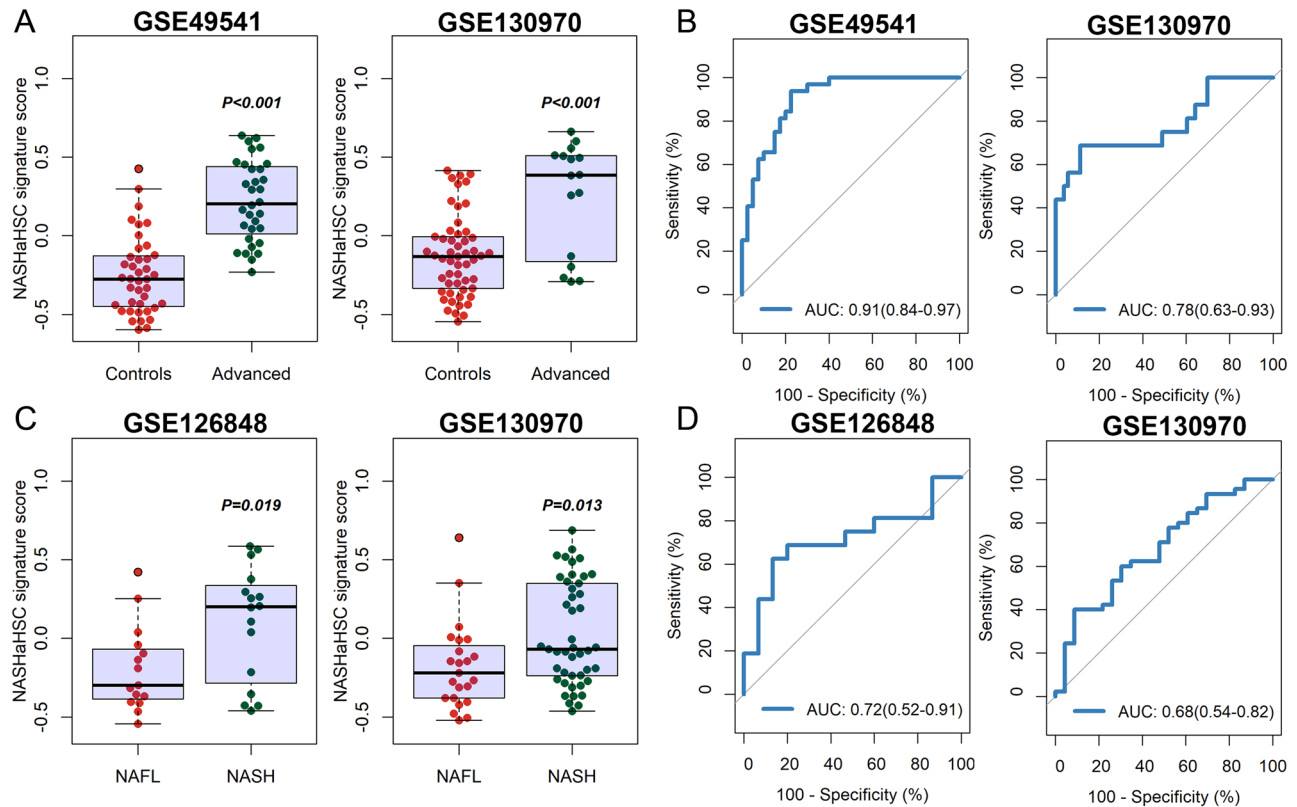 A
GSE49541
GSE130970
NASHaHSC signature score
1.0
0.5
0.0
-0.5
P<0.001
Controls
Advanced
NASHaHSC signature score
1.0
0.5
0.0
-0.5
P<0.001
Controls
Advanced
B
GSE49541
GSE130970
Sensitivity (%)
100
80
60
40
20
0
AUC: 0.91(0.84-0.97)
0 20 40 60 80 100
100 - Specificity (%)
Sensitivity (%)
100
80
60
40
20
0
AUC: 0.78(0.63-0.93)
0 20 40 60 80 100
100 - Specificity (%)
C
GSE126848
GSE130970
NASHaHSC signature score
1.0
0.5
0.0
-0.5
P=0.019
NAFL
NASH
NASHaHSC signature score
1.0
0.5
0.0
-0.5
P=0.013
NAFL
NASH
D
GSE126848
GSE130970
Sensitivity (%)
100
80
60
40
20
0
AUC: 0.72(0.52-0.91)
0 20 40 60 80 100
100 - Specificity (%)
Sensitivity (%)
100
80
60
40
20
0
AUC: 0.68(0.54-0.82)
0 20 40 60 80 100
100 - Specificity (%)